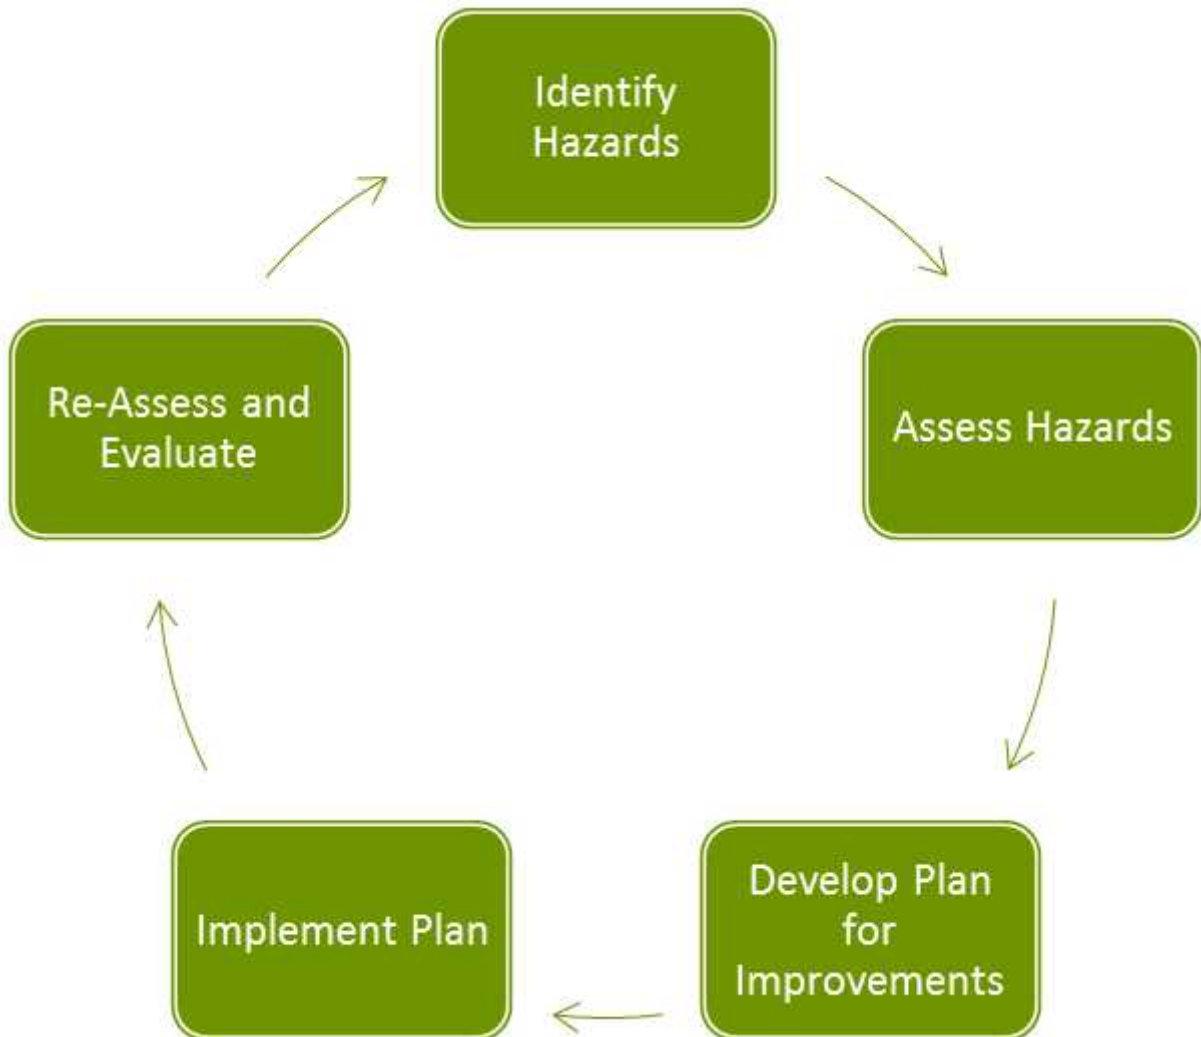 Identify
Hazards
Assess Hazards
Develop Plan
for
Improvements
Implement Plan
Re-Assess and
Evaluate